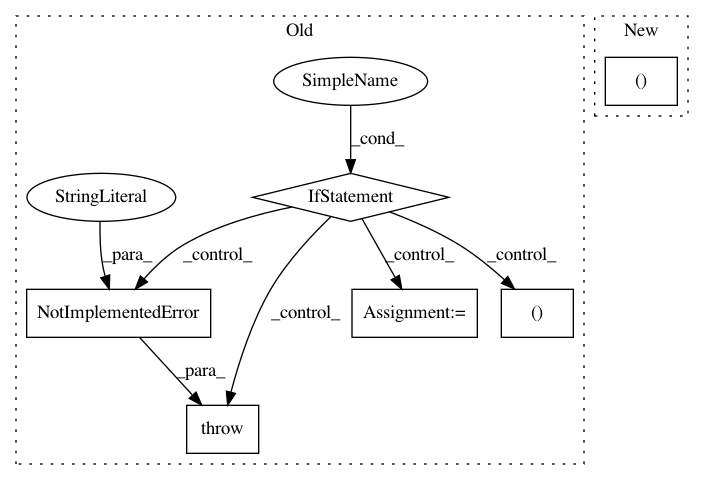 Old
New
SimpleName
()
_cond_
StringLiteral
IfStatement
_para_
_control_
_control_
_control_
_control_
NotImplementedError
Assignment:=
()
_para_
throw